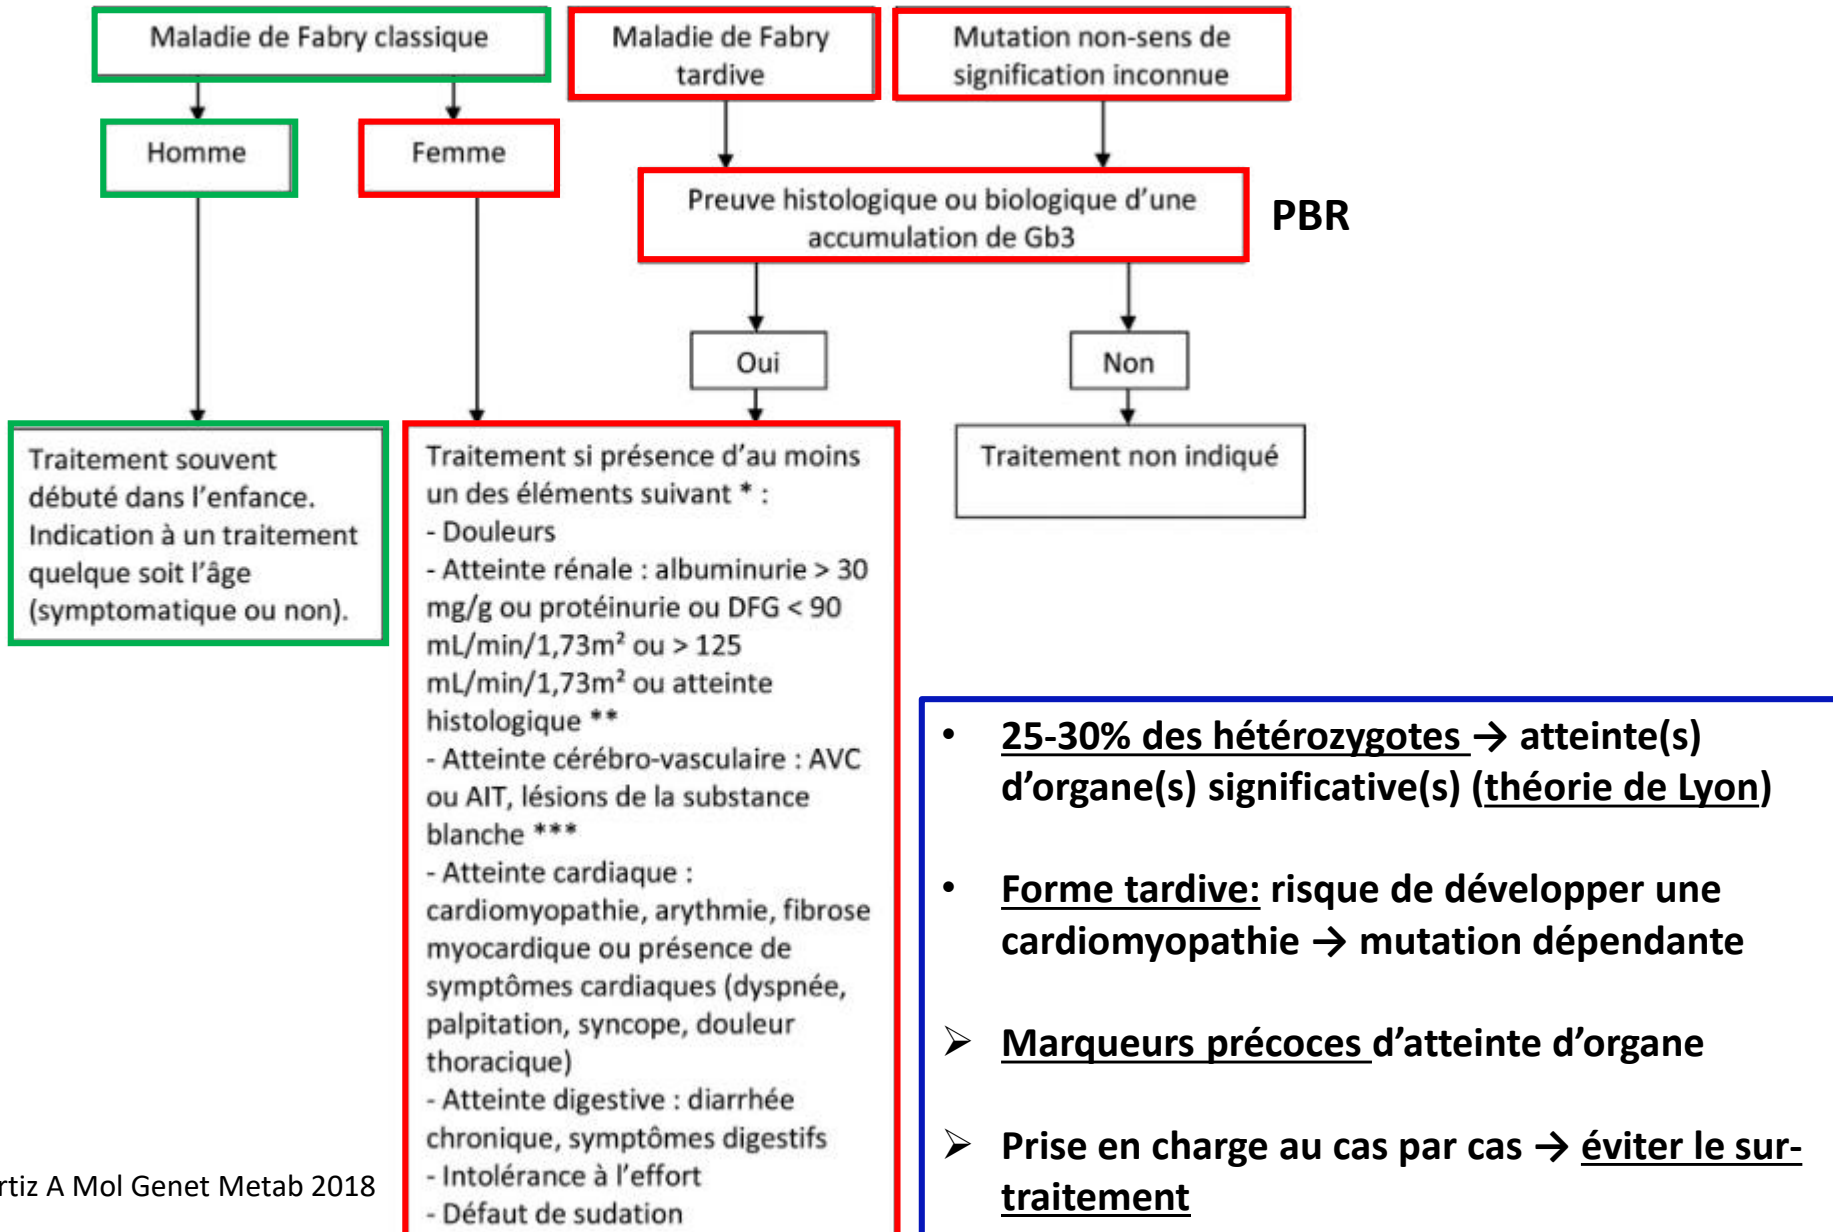 Maladie de Fabry classique
Maladie de Fabry
tardive
Mutation non-sens de
signification inconnue
Homme
Femme
Preuve histologique ou biologique d'une
accumulation de Gb3
PBR
Oui
Non
Traitement souvent
débuté dans l'enfance.
Indication à un traitement
quelque soit l'âge
(symptomatique ou non).
Traitement si présence d'au moins
un des éléments suivant * :
- Douleurs
- Atteinte rénale : albuminurie > 30
mg/g ou protéinurie ou DFG < 90
mL/min/1,73m² ou > 125
mL/min/1,73m² ou atteinte
histologique **
- Atteinte cérébro-vasculaire : AVC
ou AIT, lésions de la substance
blanche ***
- Atteinte cardiaque :
cardiomyopathie, arythmie, fibrose
myocardique ou présence de
symptômes cardiaques (dyspnée,
palpitation, syncope, douleur
thoracique)
- Atteinte digestive : diarrhée
chronique, symptômes digestifs
- Intolérance à l'effort
- Défaut de sudation
Traitement non indiqué
• 25-30% des hétérozygotes → atteinte(s)
d'organe(s) significative(s) (théorie de Lyon)
• Forme tardive: risque de développer une
cardiomyopathie → mutation dépendante
➢ Marqueurs précoces d'atteinte d'organe
➢ Prise en charge au cas par cas → éviter le sur-
traitement
rtiz A Mol Genet Metab 2018